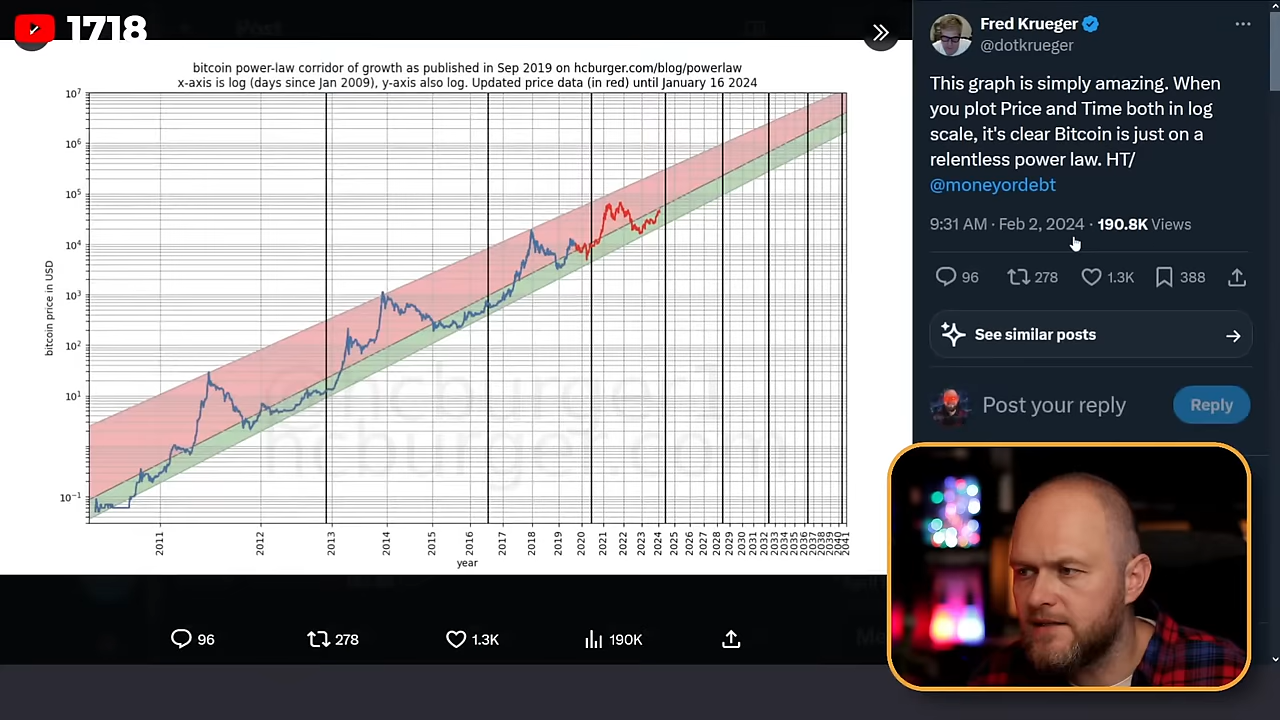 1718
bitcoin power-law corridor of growth as published in Sep 2019 on hcburger.com/blog/powerlaw
x-axis is log (days since Jan 2009), y-axis also log. Updated price data (in red) until January 16 2024
10⁷
10⁶
10⁵
10⁴
10³
10²
10¹
10⁻¹
bitcoin price in USD
@hcburger1
hcburger.com
2011
2012
2013
2014
2015
2016
2017
2018
2019
2020
2021
2022
2023
2024
2025
2026
2027
2028
2029
2030
2031
2032
2033
2034
2035
2036
2037
2038
2039
2040
2041
year
96
278
1.3K
190K
Fred Krueger
@dotkrueger
This graph is simply amazing. When
you plot Price and Time both in log
scale, it's clear Bitcoin is just on a
relentless power law. HT/
@moneyordebt
9:31 AM · Feb 2, 2024 · 190.8K Views
96
278
1.3K
388
See similar posts
Post your reply
Reply